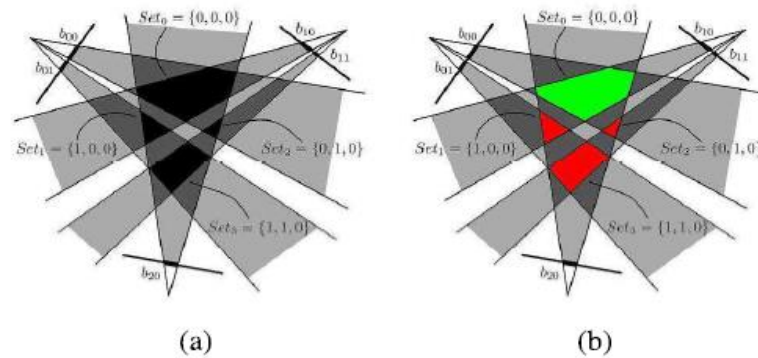 Set₀ = {0, 0, 0}
b₀₀
b₀₁
b₁₀
b₁₁
Set₁ = {1, 0, 0}
Set₂ = {0, 1, 0}
Set₃ = {1, 1, 0}
b₂₀
(a)
Set₀ = {0, 0, 0}
b₀₀
b₀₁
b₁₀
b₁₁
Set₁ = {1, 0, 0}
Set₂ = {0, 1, 0}
Set₃ = {1, 1, 0}
b₂₀
(b)